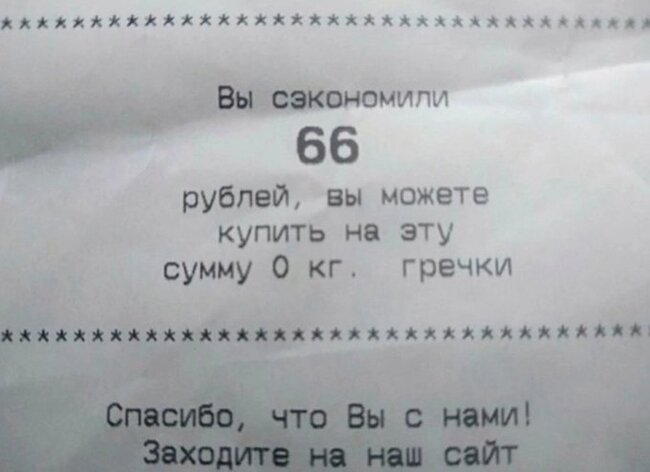 ************************************
Вы сэкономили
66
рублей, вы можете
купить на эту
сумму 0 кг. гречки
************************************
Спасибо, что Вы с нами!
Заходите на наш сайт